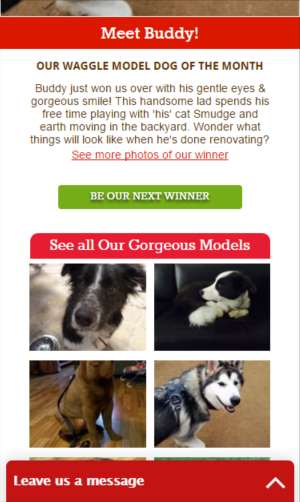 Meet Buddy!
OUR WAGGLE MODEL DOG OF THE MONTH
Buddy just won us over with his gentle eyes &
gorgeous smile! This handsome lad spends his
free time playing with 'his' cat Smudge and
earth moving in the backyard. Wonder what
things will look like when he's done renovating?
See more photos of our winner
BE OUR NEXT WINNER
See all Our Gorgeous Models
Leave us a message